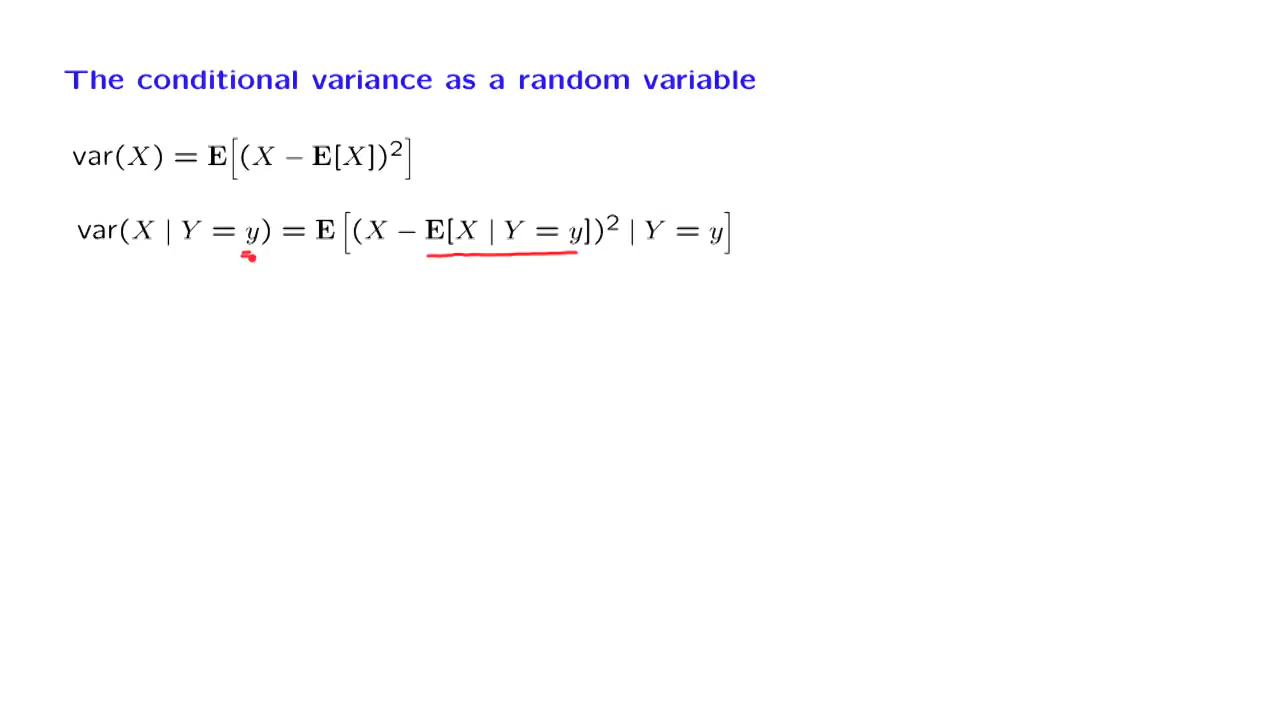 The conditional variance as a random variable
var(X) = E[(X − E[X])²]
var(X | Y = y) = E [(X − E[X | Y = y])² | Y = y]